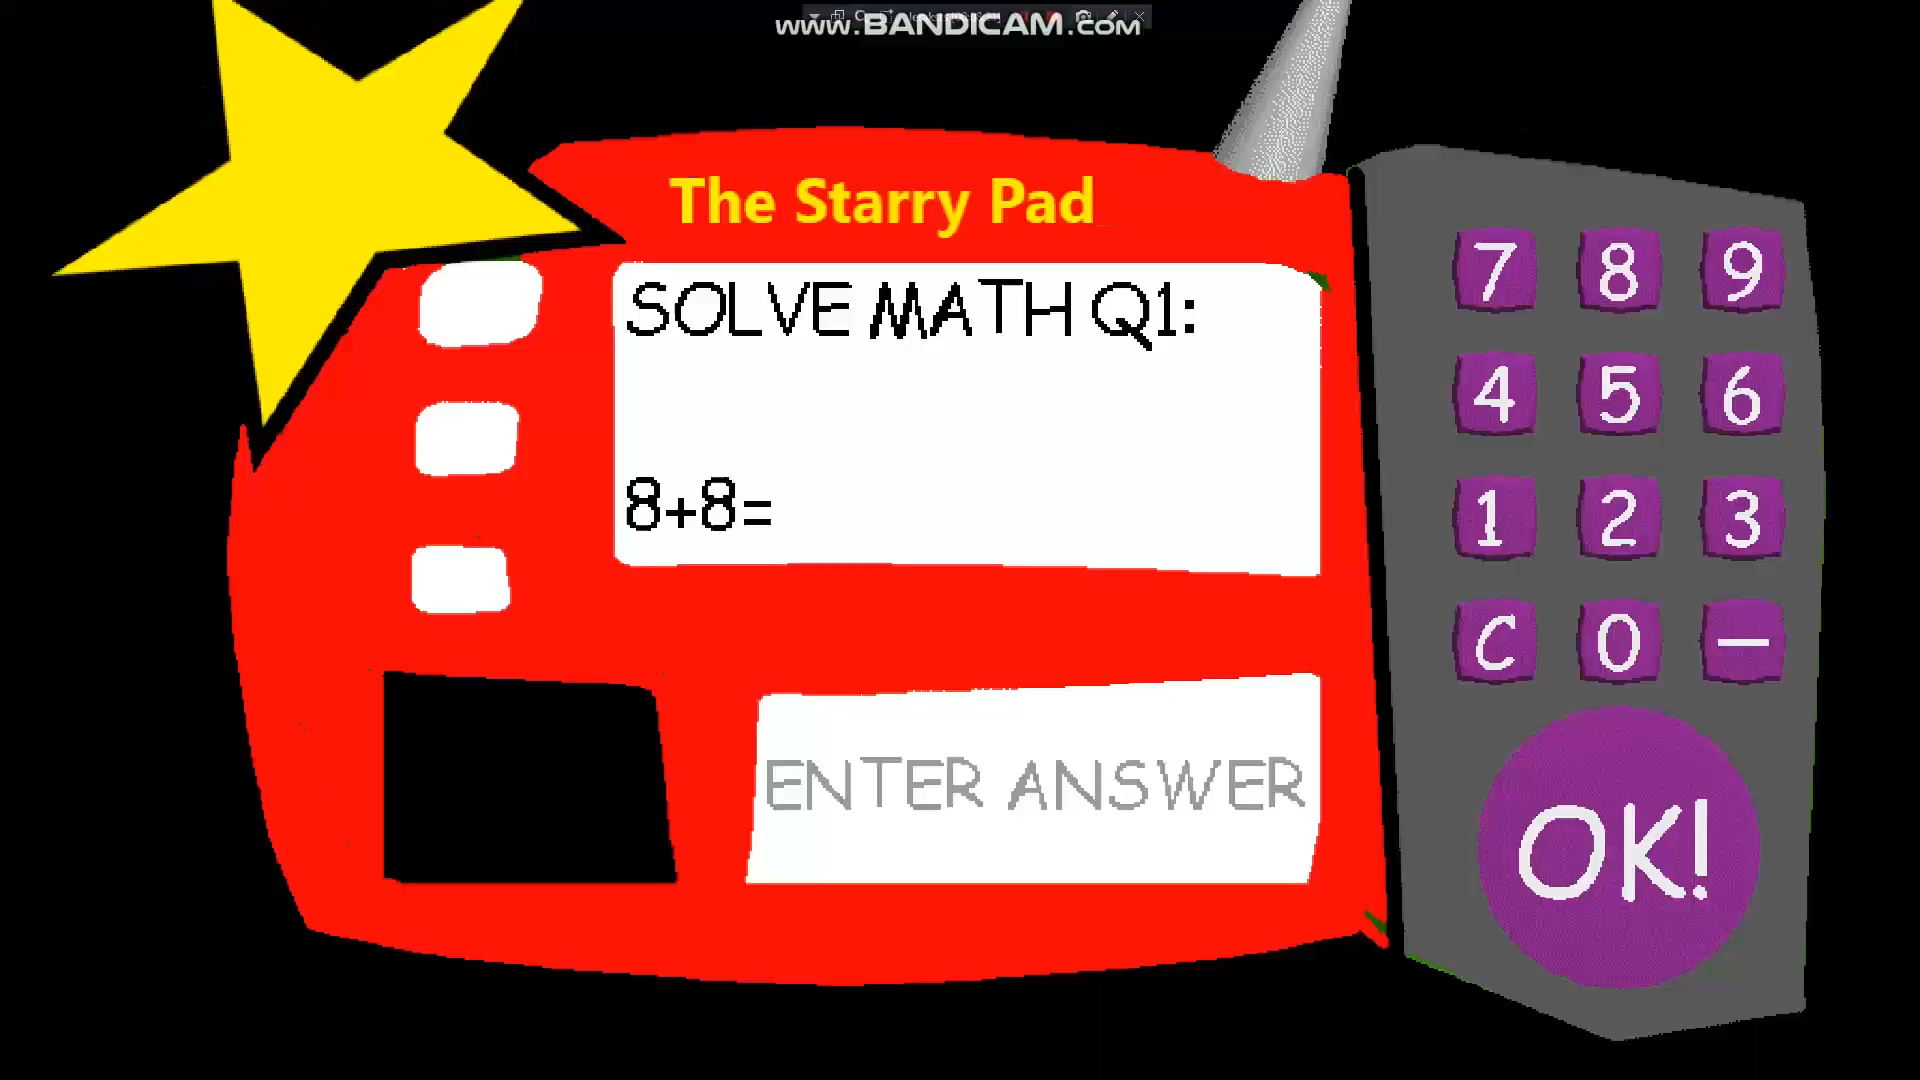 www.BANDICAM.com
The Starry Pad
SOLVE MATH Q1:
8+8=
ENTER ANSWER
7 8 9
4 5 6
1 2 3
C 0 –
OK!